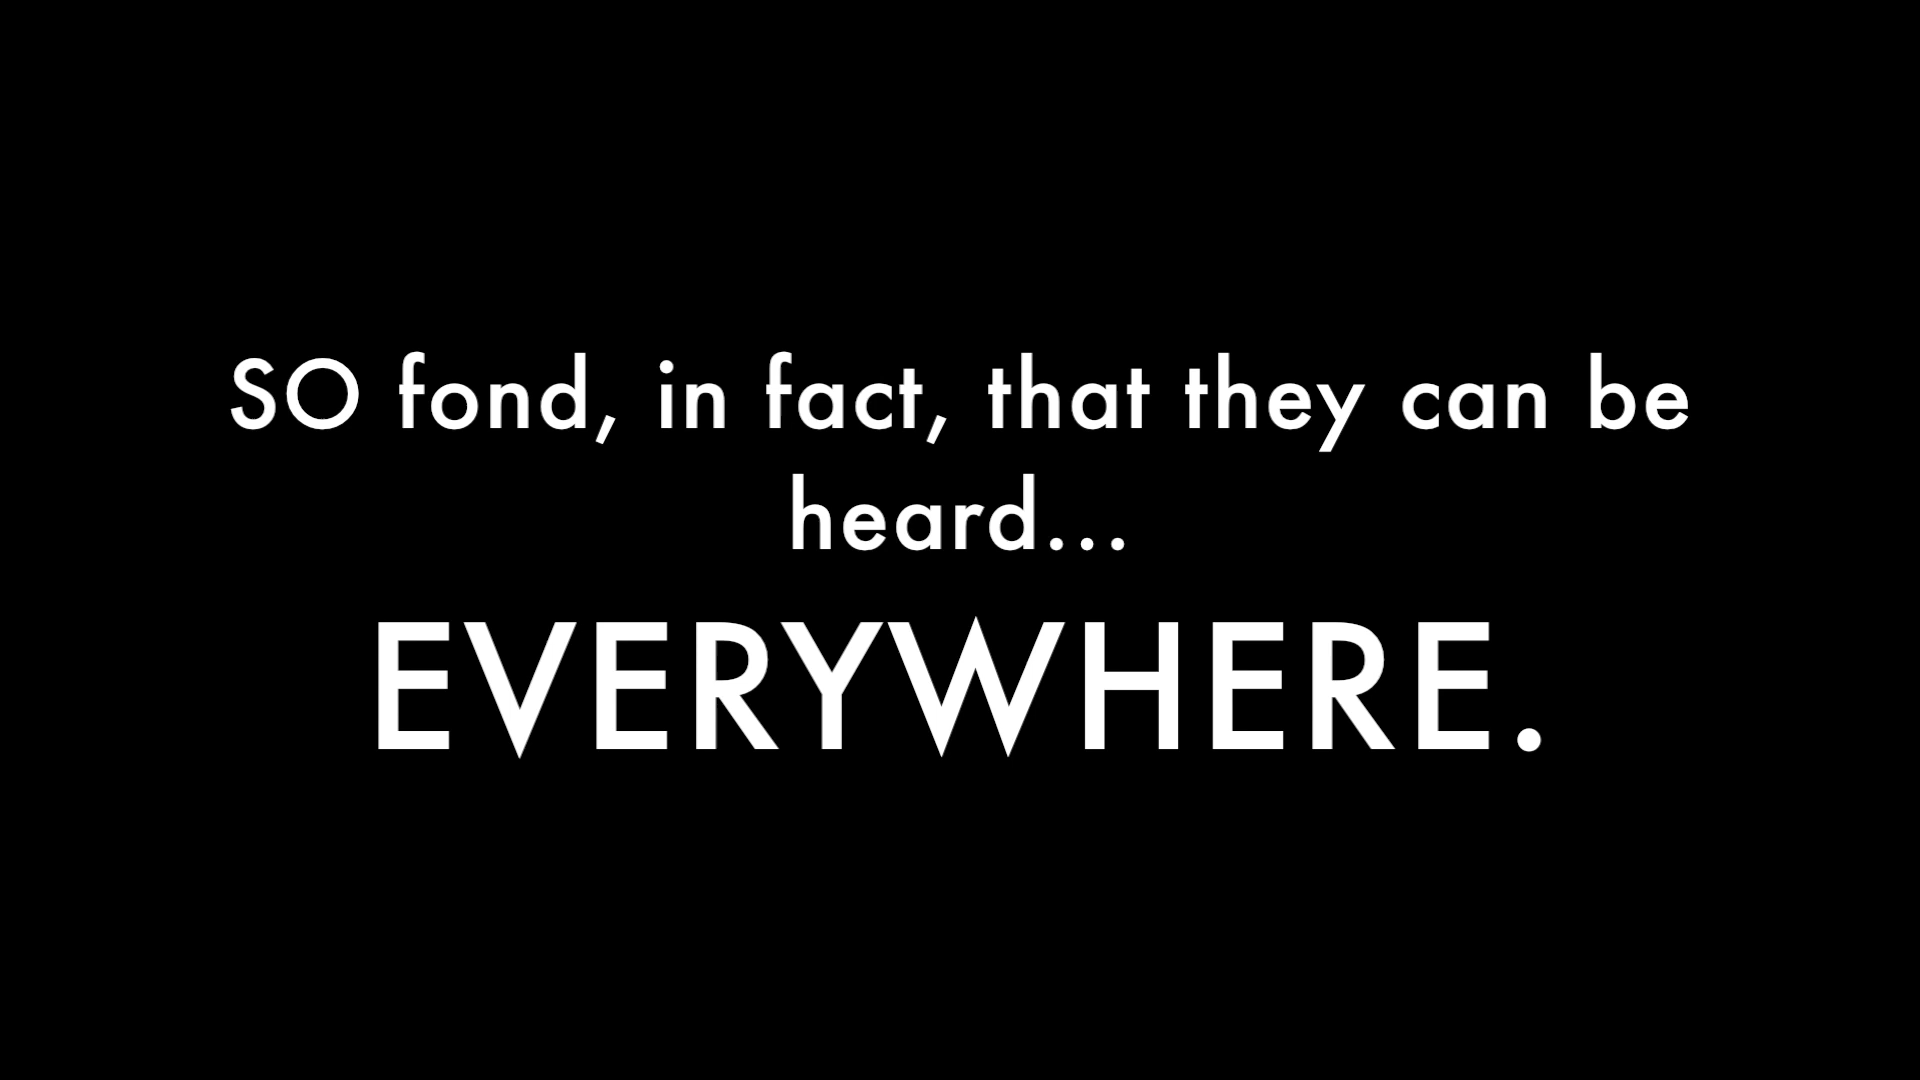 SO fond, in fact, that they can be
heard...
EVERYWHERE.